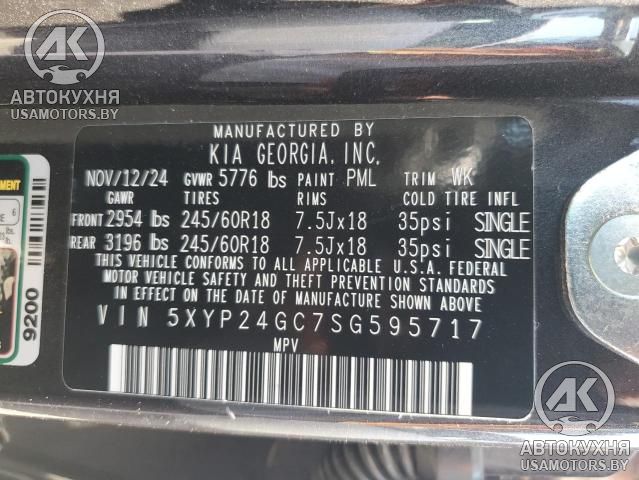 AK
АВТОКУХНЯ
USAMOTORS.BY
MANUFACTURED BY
KIA GEORGIA, INC.
NOV/12/24 GVWR 5776 lbs PAINT PML TRIM WK
GAWR TIRES RIMS COLD TIRE INFL
FRONT 2954 lbs 245/60R18 7.5Jx18 35psi SINGLE
REAR 3196 lbs 245/60R18 7.5Jx18 35psi SINGLE
THIS VEHICLE CONFORMS TO ALL APPLICABLE U.S.A. FEDERAL
MOTOR VEHICLE SAFETY AND THEFT PREVENTION STANDARDS
IN EFFECT ON THE DATE OF MANUFACTURE SHOWN ABOVE.
VIN 5XYP24GC7SG595717
MPV
9200
6
AK
АВТОКУХНЯ
USAMOTORS.BY